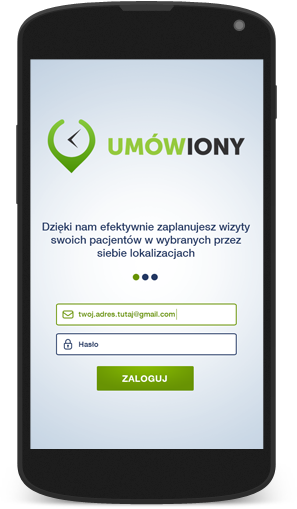 UMÓWIONY
Dzięki nam efektywnie zaplanujesz wizyty
swoich pacjentów w wybranych przez
siebie lokalizacjach
twoj.adres.tutaj@gmail.com
Hasło
ZALOGUJ